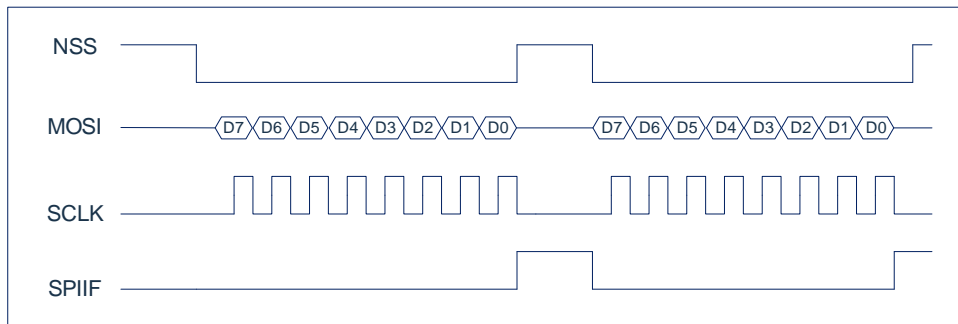 NSS
MOSI D7 D6 D5 D4 D3 D2 D1 D0 D7 D6 D5 D4 D3 D2 D1 D0
SCLK
SPIIF